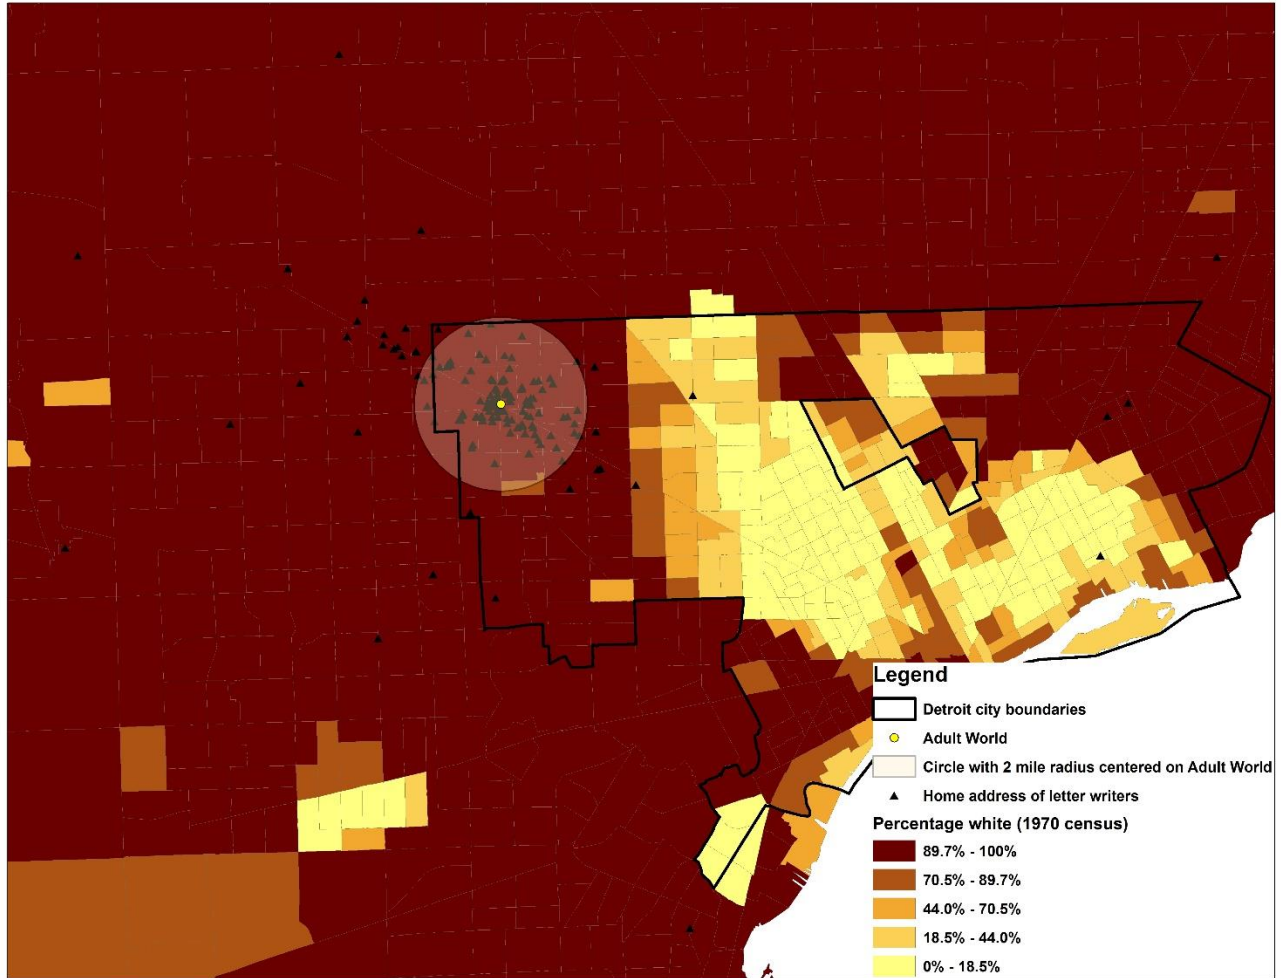 Legend
Detroit city boundaries
Adult World
Circle with 2 mile radius centered on Adult World
Home address of letter writers
Percentage white (1970 census)
89.7% - 100%
70.5% - 89.7%
44.0% - 70.5%
18.5% - 44.0%
0% - 18.5%